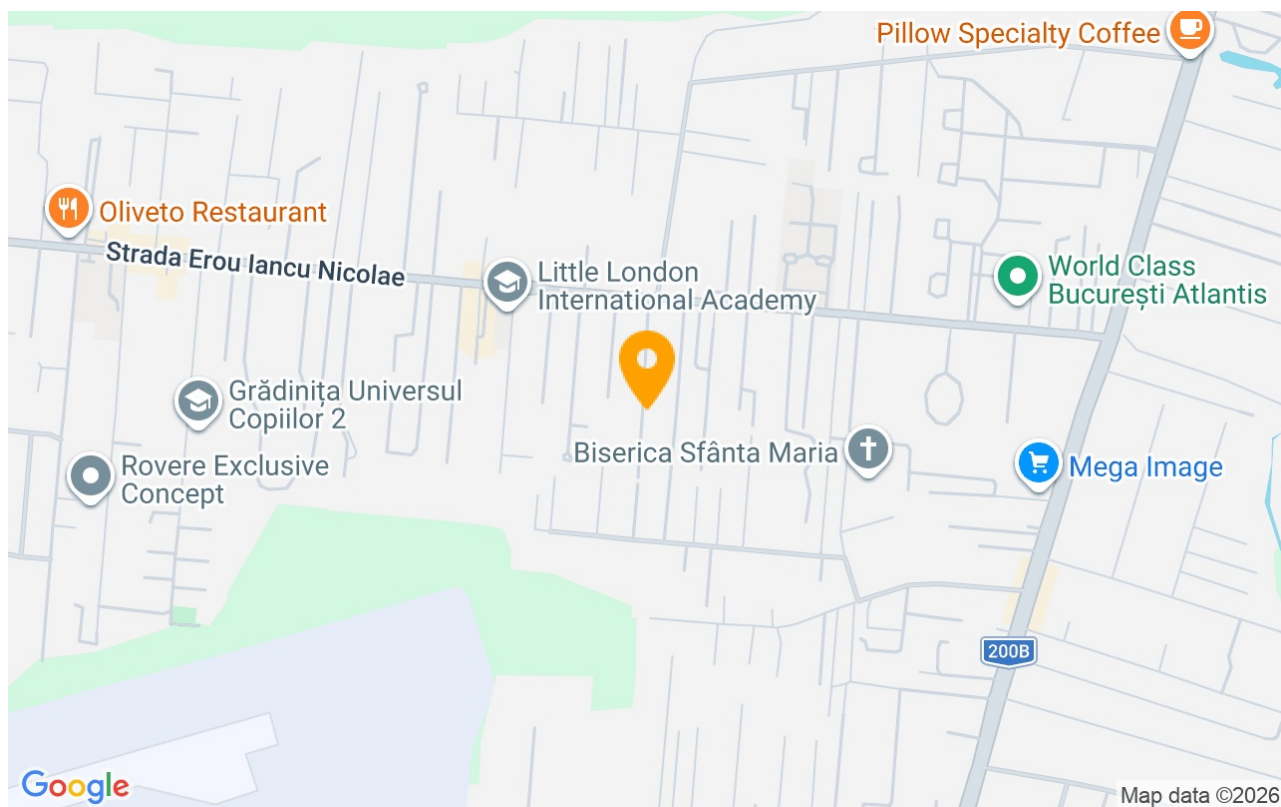 Pillow Specialty Coffee
Oliveto Restaurant
Strada Erou Iancu Nicolae
Little London
International Academy
World Class
București Atlantis
Grădinița Universul
Copiilor 2
Biserica Sfânta Maria
Rovere Exclusive
Concept
Mega Image
200B
Google
Map data ©2026